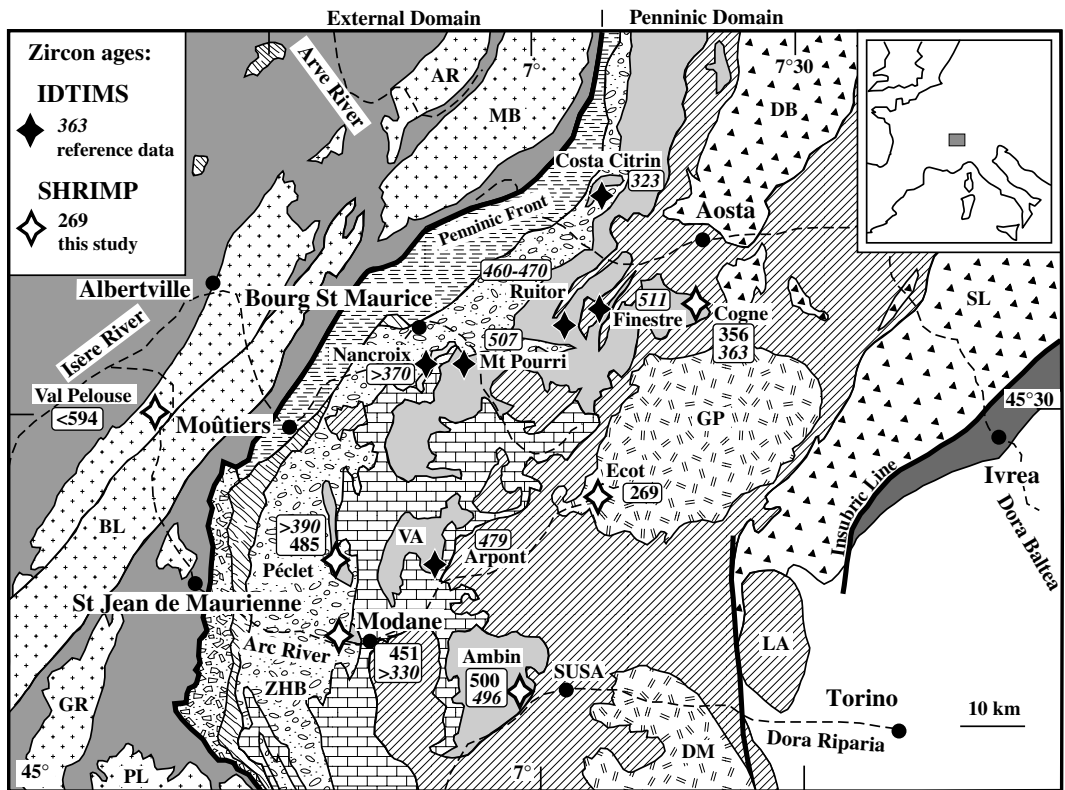 External Domain
Penninic Domain
Zircon ages:
IDTIMS
363
reference data
SHRIMP
269
this study
Arve River
AR
7°
MB
7°30
DB
Costa Citrin
323
Penninic Front
Aosta
460-470
Ruitor
511
Finestre
Cogne
356
363
SL
Albertville
Bourg St Maurice
Isère River
507
Nancroix
>370
Mt Pourri
Val Pelouse
<594
Moûtiers
GP
45°30
Ivrea
Ecot
269
Insubric Line
Dora Baltea
BL
>390
485
Péclet
VA
479
Arpont
St Jean de Maurienne
Modane
Arc River
451
>330
Ambin
500
496
SUSA
LA
Torino
ZHB
GR
10 km
Dora Riparia
DM
45°
PL
7°